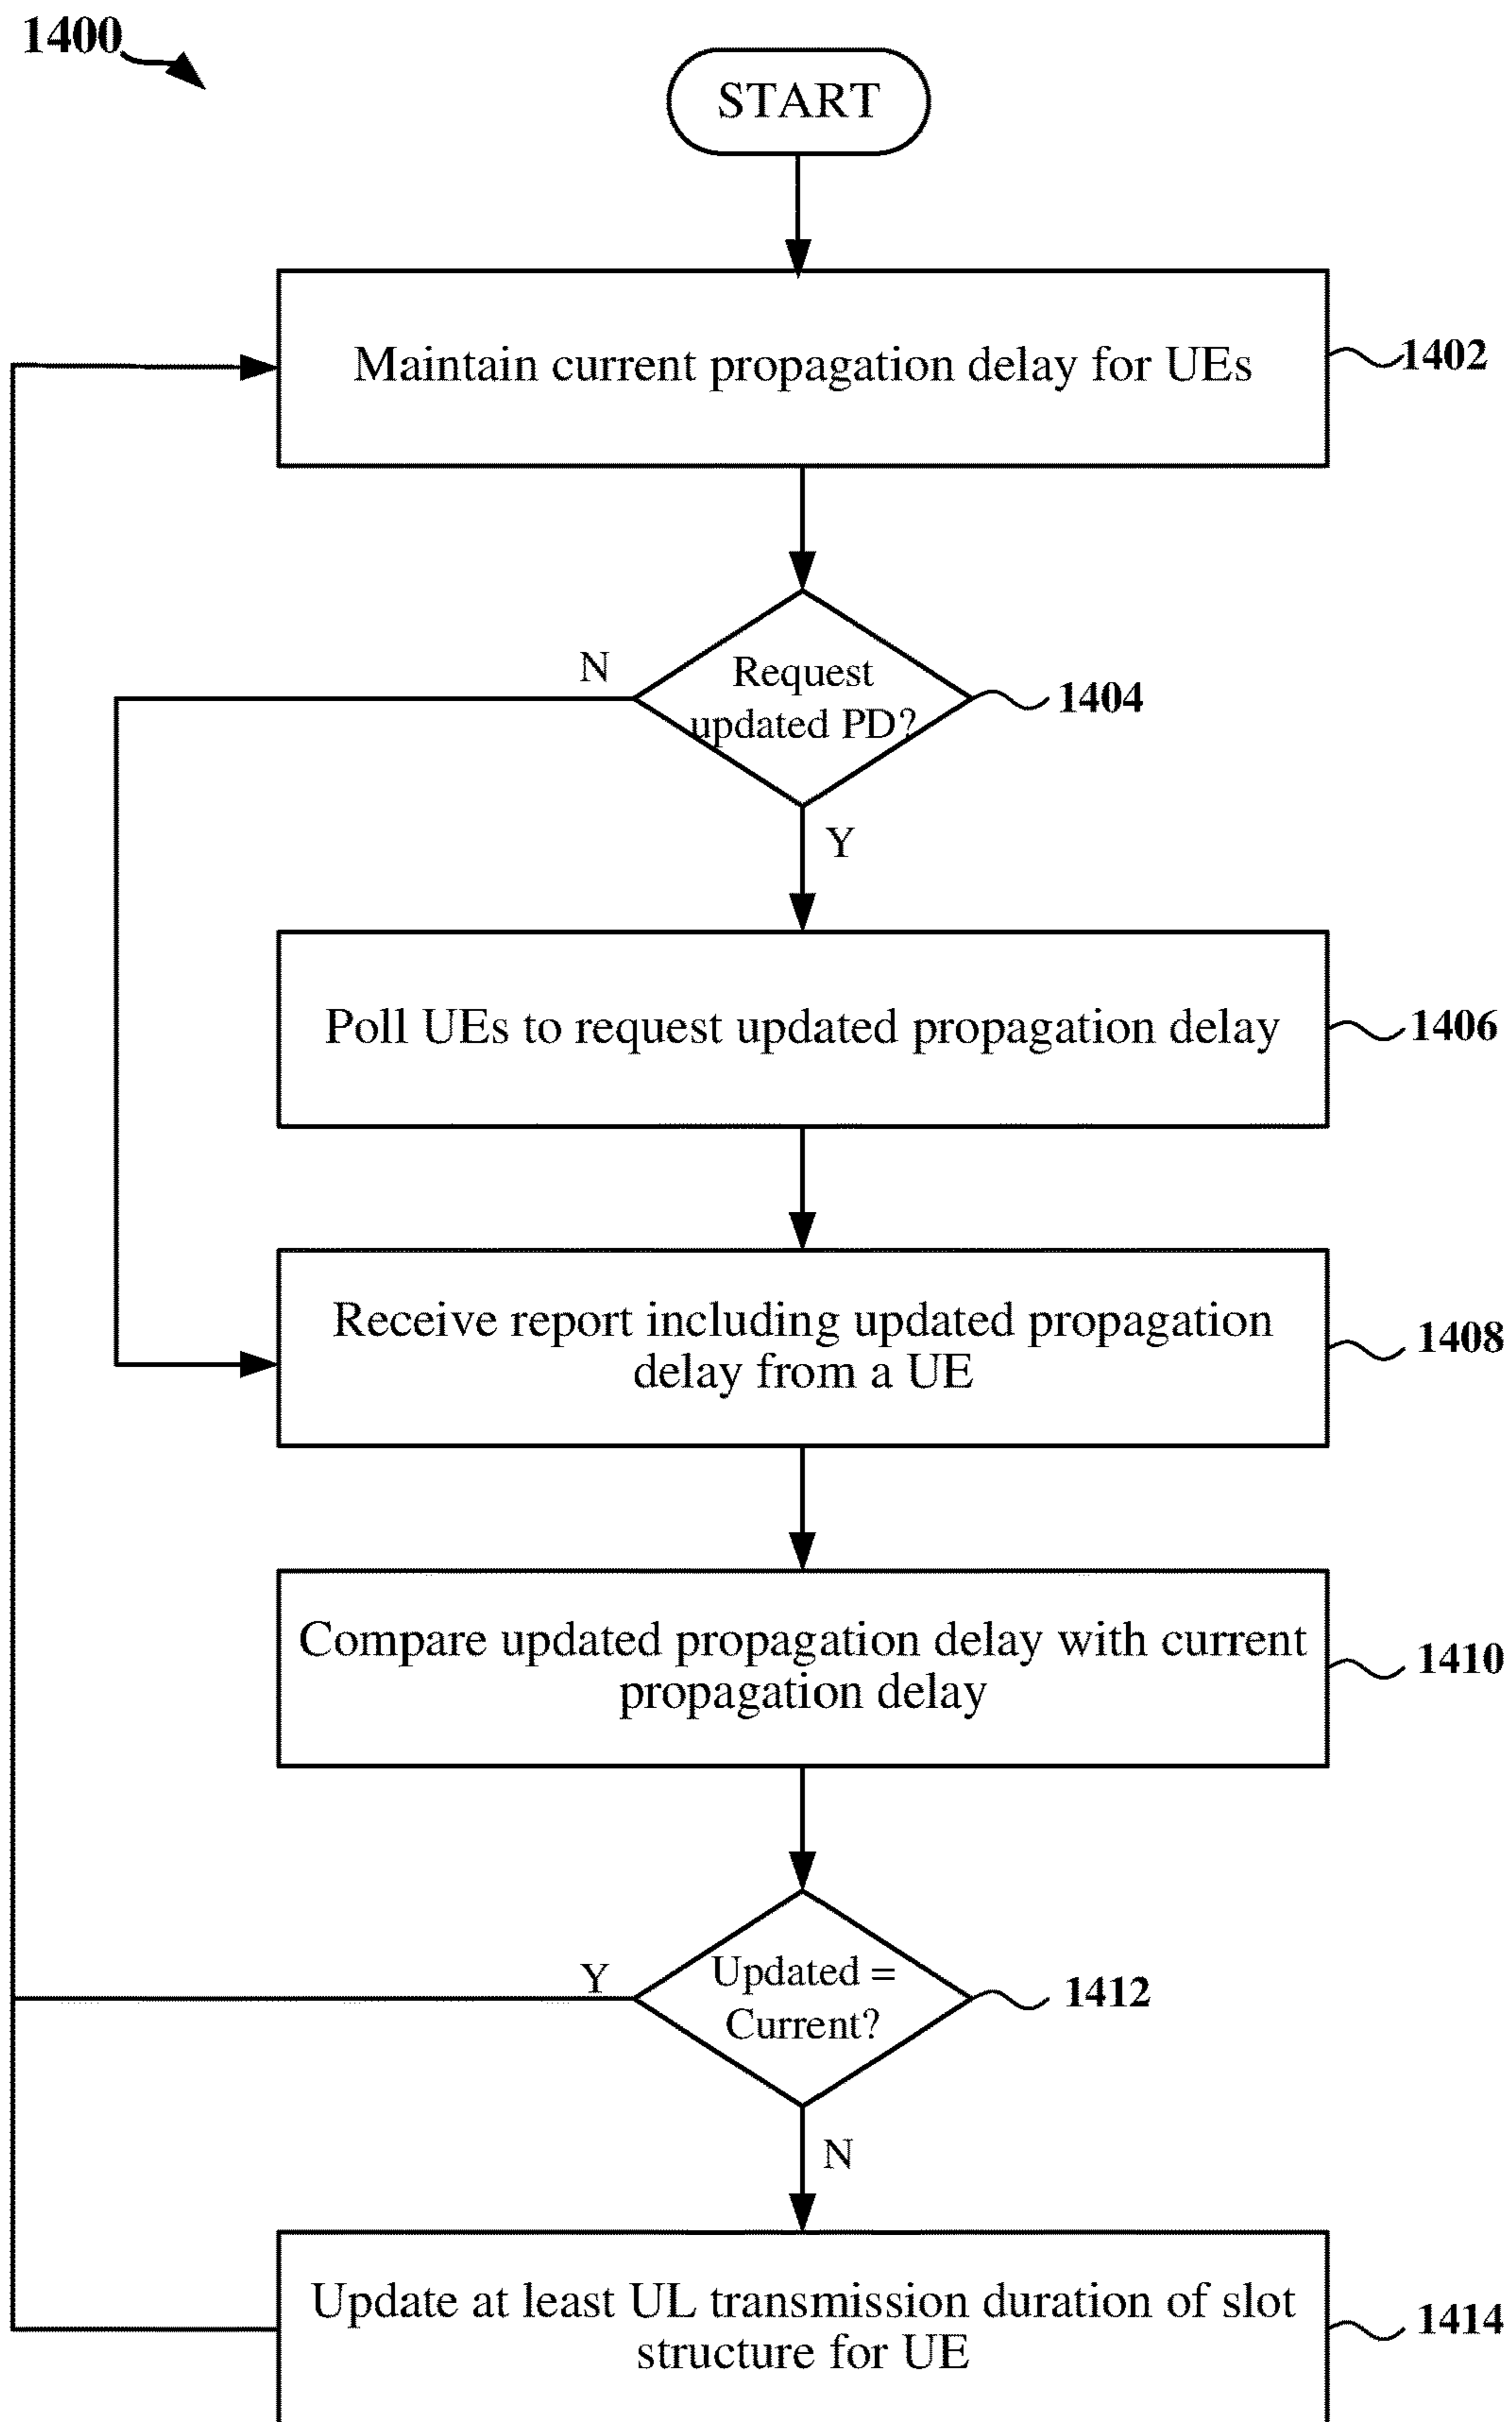 1400
START
Maintain current propagation delay for UEs
1402
N
Request
updated PD?
1404
Y
Poll UEs to request updated propagation delay
1406
Receive report including updated propagation
delay from a UE
1408
Compare updated propagation delay with current
propagation delay
1410
Y
Updated =
Current?
1412
N
Update at least UL transmission duration of slot
structure for UE
1414